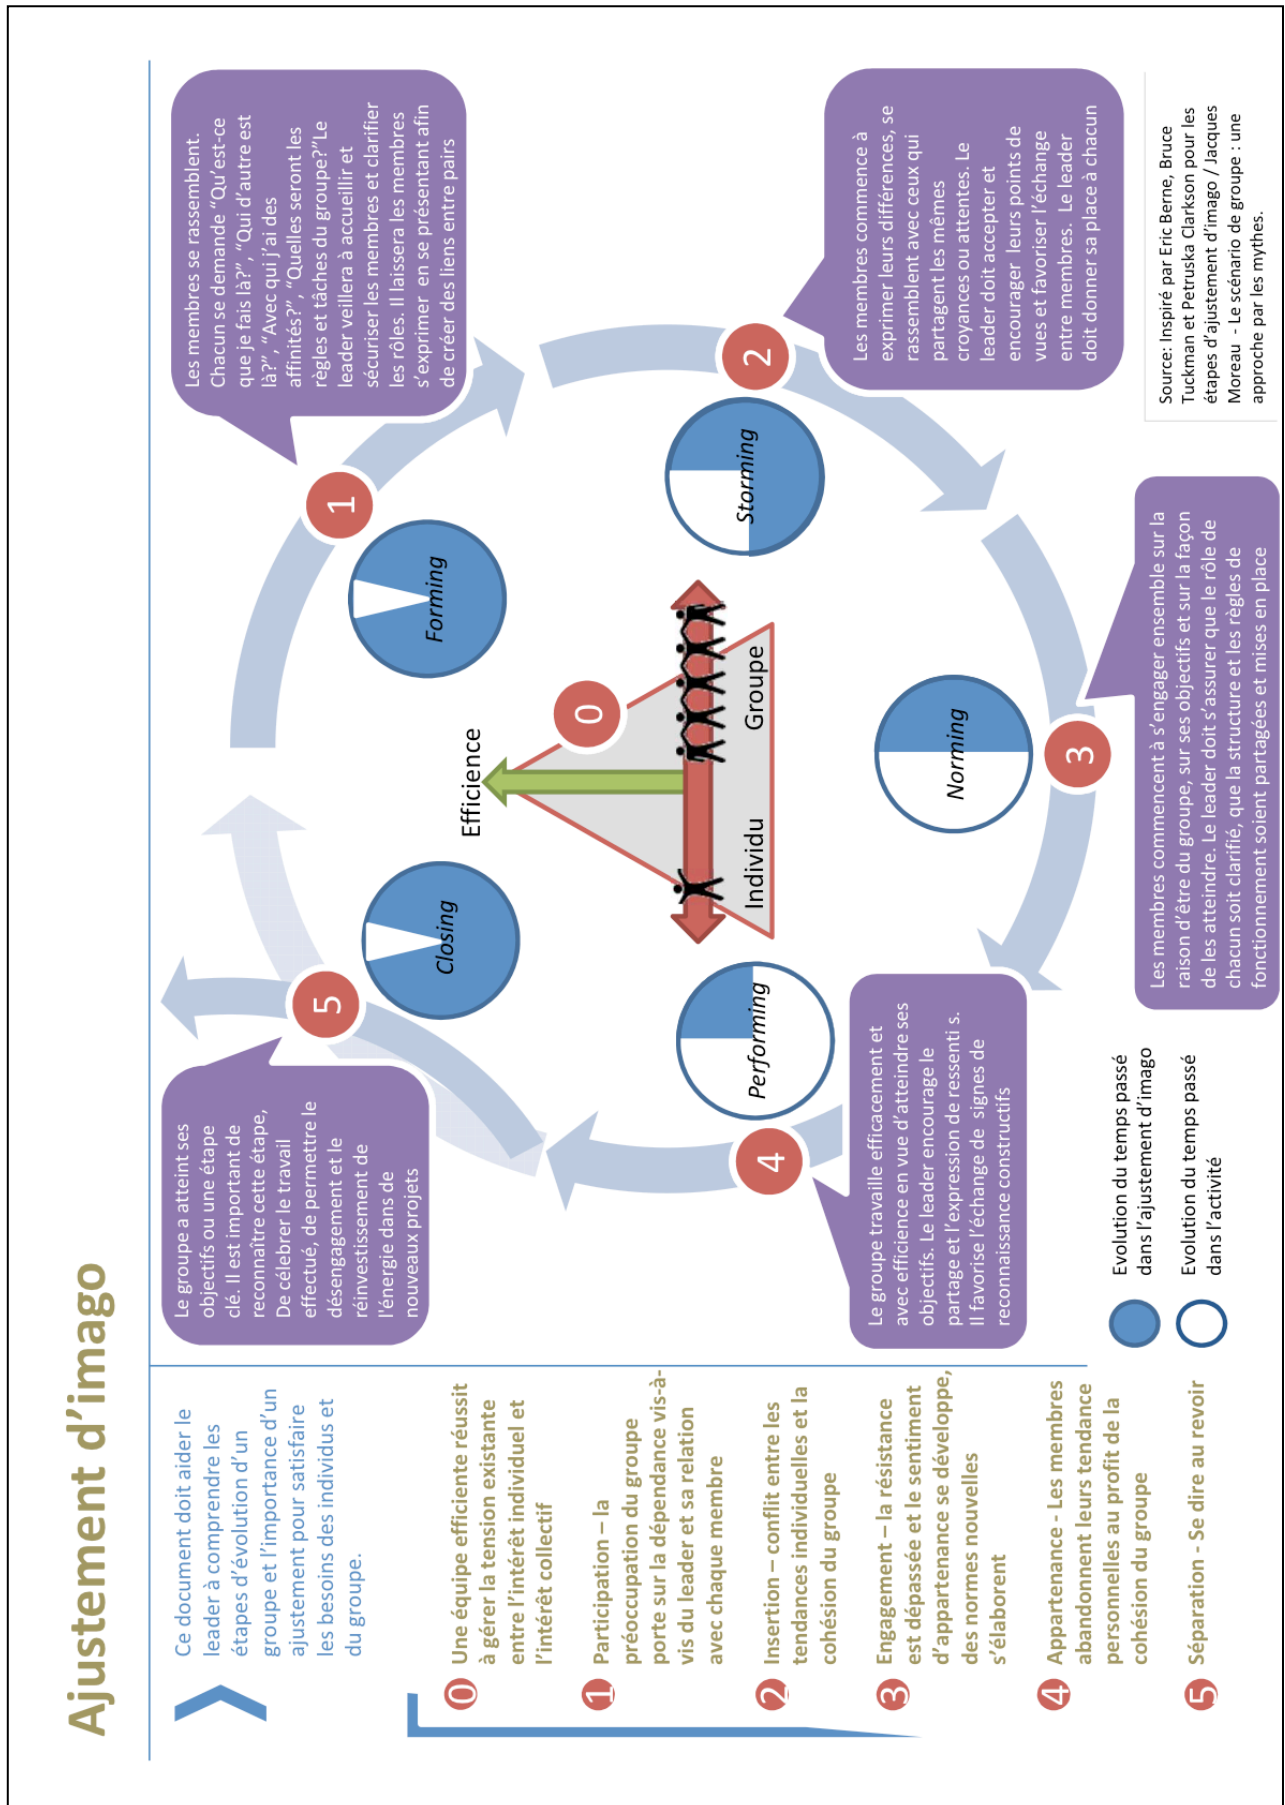 Ajustement d'imago
Ce document doit aider le
leader à comprendre les
étapes d'évolution d'un
groupe et l'importance d'un
ajustement pour satisfaire
les besoins des individus et
du groupe.
0 Une équipe efficiente réussit
à gérer la tension existante
entre l'intérêt individuel et
l'intérêt collectif
1 Participation – la
préoccupation du groupe
porte sur la dépendance vis-à-
vis du leader et sa relation
avec chaque membre
2 Insertion – conflit entre les
tendances individuelles et la
cohésion du groupe
3 Engagement – la résistance
est dépassée et le sentiment
d'appartenance se développe,
des normes nouvelles
s'élaborent
4 Appartenance - Les membres
abandonnent leurs tendance
personnelles au profit de la
cohésion du groupe
5 Séparation - Se dire au revoir
Le groupe a atteint ses
objectifs ou une étape
clé. Il est important de
reconnaître cette étape,
De célebrer le travail
effectué, de permettre le
désengagement et le
réinvestissement de
l'énergie dans de
nouveaux projets
5
Closing
Les membres se rassemblent.
Chacun se demande "Qu'est-ce
que je fais là?", "Qui d'autre est
là?", "Avec qui j'ai des
affinités?", "Quelles seront les
règles et tâches du groupe?"Le
leader veillera à accueillir et
sécuriser les membres et clarifier
les rôles. Il laissera les membres
s'exprimer en se présentant afin
de créer des liens entre pairs
1
Forming
Efficience
0
Individu
Groupe
2
Storming
Les membres commence à
exprimer leurs différences, se
rassemblent avec ceux qui
partagent les mêmes
croyances ou attentes. Le
leader doit accepter et
encourager leurs points de
vues et favoriser l'échange
entre membres. Le leader
doit donner sa place à chacun
4
Performing
Le groupe travaille efficacement et
avec efficience en vue d'atteindre ses
objectifs. Le leader encourage le
partage et l'expression de ressenti s.
Il favorise l'échange de signes de
reconnaissance constructifs
Norming
3
Les membres commencent à s'engager ensemble sur la
raison d'être du groupe, sur ses objectifs et sur la façon
de les atteindre. Le leader doit s'assurer que le rôle de
chacun soit clarifié, que la structure et les règles de
fonctionnement soient partagées et mises en place
Evolution du temps passé
dans l'ajustement d'imago
Evolution du temps passé
dans l'activité
Source: Inspiré par Eric Berne, Bruce
Tuckman et Petruska Clarkson pour les
étapes d'ajustement d'imago / Jacques
Moreau - Le scénario de groupe : une
approche par les mythes.